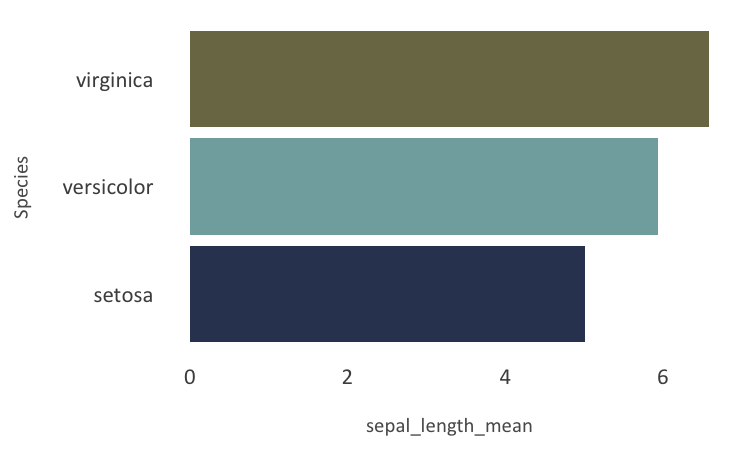 virginica
Species
versicolor
setosa
0 2 4 6
sepal_length_mean